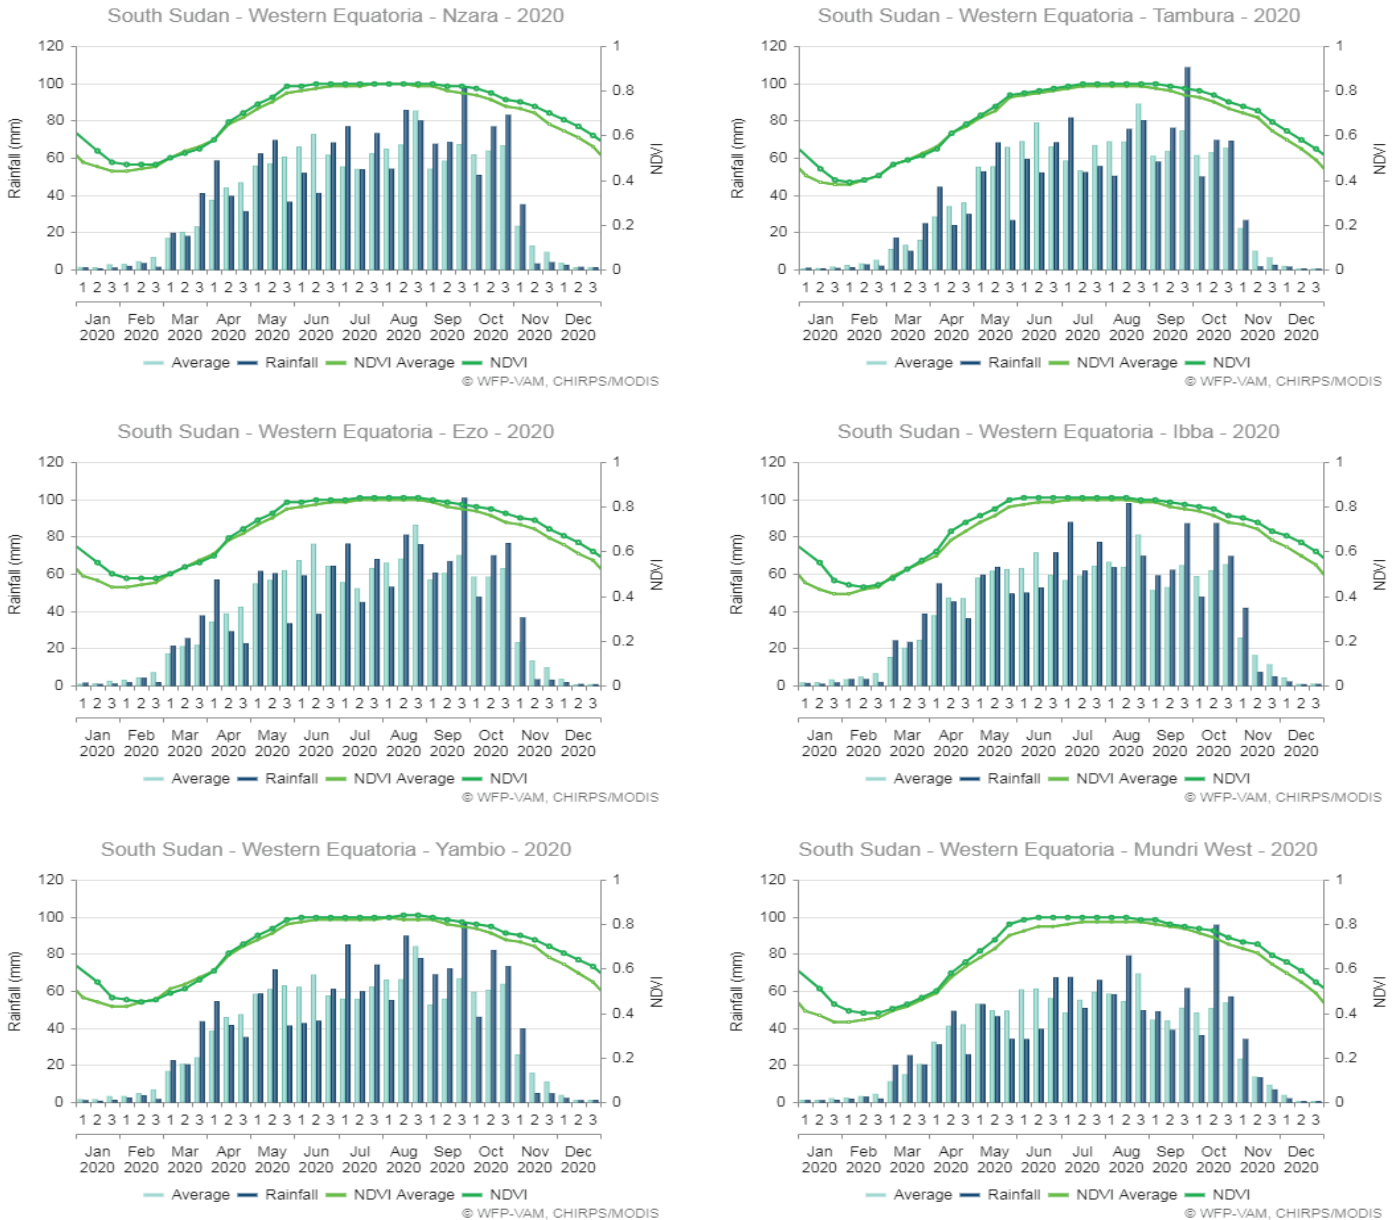 South Sudan - Western Equatoria - Nzara - 2020
120 1
100 0.8
80
60 0.6
40 0.4
20 0.2
0 0
Rainfall (mm)
NDVI
1 2 3 1 2 3 1 2 3 1 2 3 1 2 3 1 2 3 1 2 3 1 2 3 1 2 3 1 2 3 1 2 3 1 2 3
Jan Feb Mar Apr May Jun Jul Aug Sep Oct Nov Dec
2020 2020 2020 2020 2020 2020 2020 2020 2020 2020 2020 2020
Average Rainfall NDVI Average NDVI
© WFP-VAM, CHIRPS/MODIS
South Sudan - Western Equatoria - Tambura - 2020
120 1
100 0.8
80
60 0.6
40 0.4
20 0.2
0 0
Rainfall (mm)
NDVI
1 2 3 1 2 3 1 2 3 1 2 3 1 2 3 1 2 3 1 2 3 1 2 3 1 2 3 1 2 3 1 2 3 1 2 3
Jan Feb Mar Apr May Jun Jul Aug Sep Oct Nov Dec
2020 2020 2020 2020 2020 2020 2020 2020 2020 2020 2020 2020
Average Rainfall NDVI Average NDVI
© WFP-VAM, CHIRPS/MODIS
South Sudan - Western Equatoria - Ezo - 2020
120 1
100 0.8
80
60 0.6
40 0.4
20 0.2
0 0
Rainfall (mm)
NDVI
1 2 3 1 2 3 1 2 3 1 2 3 1 2 3 1 2 3 1 2 3 1 2 3 1 2 3 1 2 3 1 2 3 1 2 3
Jan Feb Mar Apr May Jun Jul Aug Sep Oct Nov Dec
2020 2020 2020 2020 2020 2020 2020 2020 2020 2020 2020 2020
Average Rainfall NDVI Average NDVI
© WFP-VAM, CHIRPS/MODIS
South Sudan - Western Equatoria - Ibba - 2020
120 1
100 0.8
80
60 0.6
40 0.4
20 0.2
0 0
Rainfall (mm)
NDVI
1 2 3 1 2 3 1 2 3 1 2 3 1 2 3 1 2 3 1 2 3 1 2 3 1 2 3 1 2 3 1 2 3 1 2 3
Jan Feb Mar Apr May Jun Jul Aug Sep Oct Nov Dec
2020 2020 2020 2020 2020 2020 2020 2020 2020 2020 2020 2020
Average Rainfall NDVI Average NDVI
© WFP-VAM, CHIRPS/MODIS
South Sudan - Western Equatoria - Yambio - 2020
120 1
100 0.8
80
60 0.6
40 0.4
20 0.2
0 0
Rainfall (mm)
NDVI
1 2 3 1 2 3 1 2 3 1 2 3 1 2 3 1 2 3 1 2 3 1 2 3 1 2 3 1 2 3 1 2 3 1 2 3
Jan Feb Mar Apr May Jun Jul Aug Sep Oct Nov Dec
2020 2020 2020 2020 2020 2020 2020 2020 2020 2020 2020 2020
Average Rainfall NDVI Average NDVI
© WFP-VAM, CHIRPS/MODIS
South Sudan - Western Equatoria - Mundri West - 2020
120 1
100 0.8
80
60 0.6
40 0.4
20 0.2
0 0
Rainfall (mm)
NDVI
1 2 3 1 2 3 1 2 3 1 2 3 1 2 3 1 2 3 1 2 3 1 2 3 1 2 3 1 2 3 1 2 3 1 2 3
Jan Feb Mar Apr May Jun Jul Aug Sep Oct Nov Dec
2020 2020 2020 2020 2020 2020 2020 2020 2020 2020 2020 2020
Average Rainfall NDVI Average NDVI
© WFP-VAM, CHIRPS/MODIS